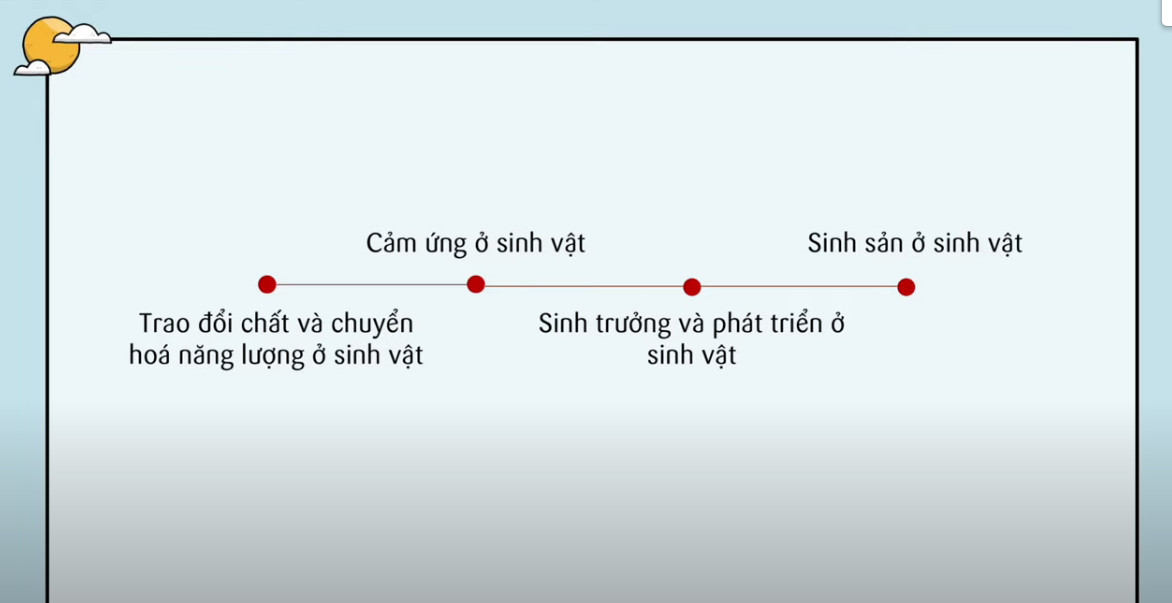 Cảm ứng ở sinh vật
Sinh sản ở sinh vật
Trao đổi chất và chuyển
hoá năng lượng ở sinh vật
Sinh trưởng và phát triển ở
sinh vật